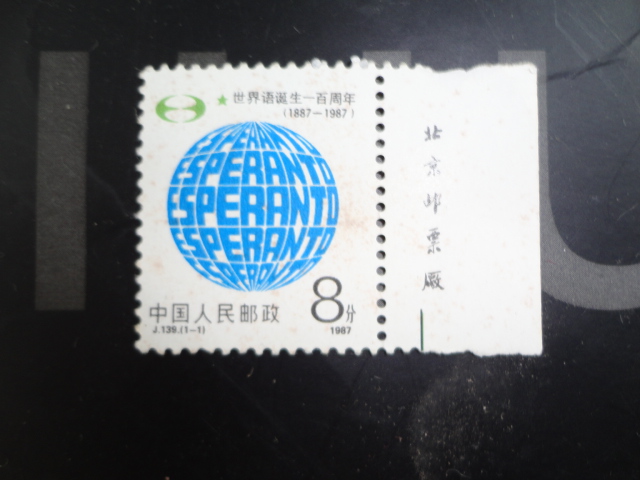 ★世界语诞生一百周年
(1887—1987)
ESPERANTO
ESPERANTO
ESPERANTO
ESPERANTO
ESPERANTO
中国人民邮政
8分
J.139.(1-1)
1987
北京邮票厰